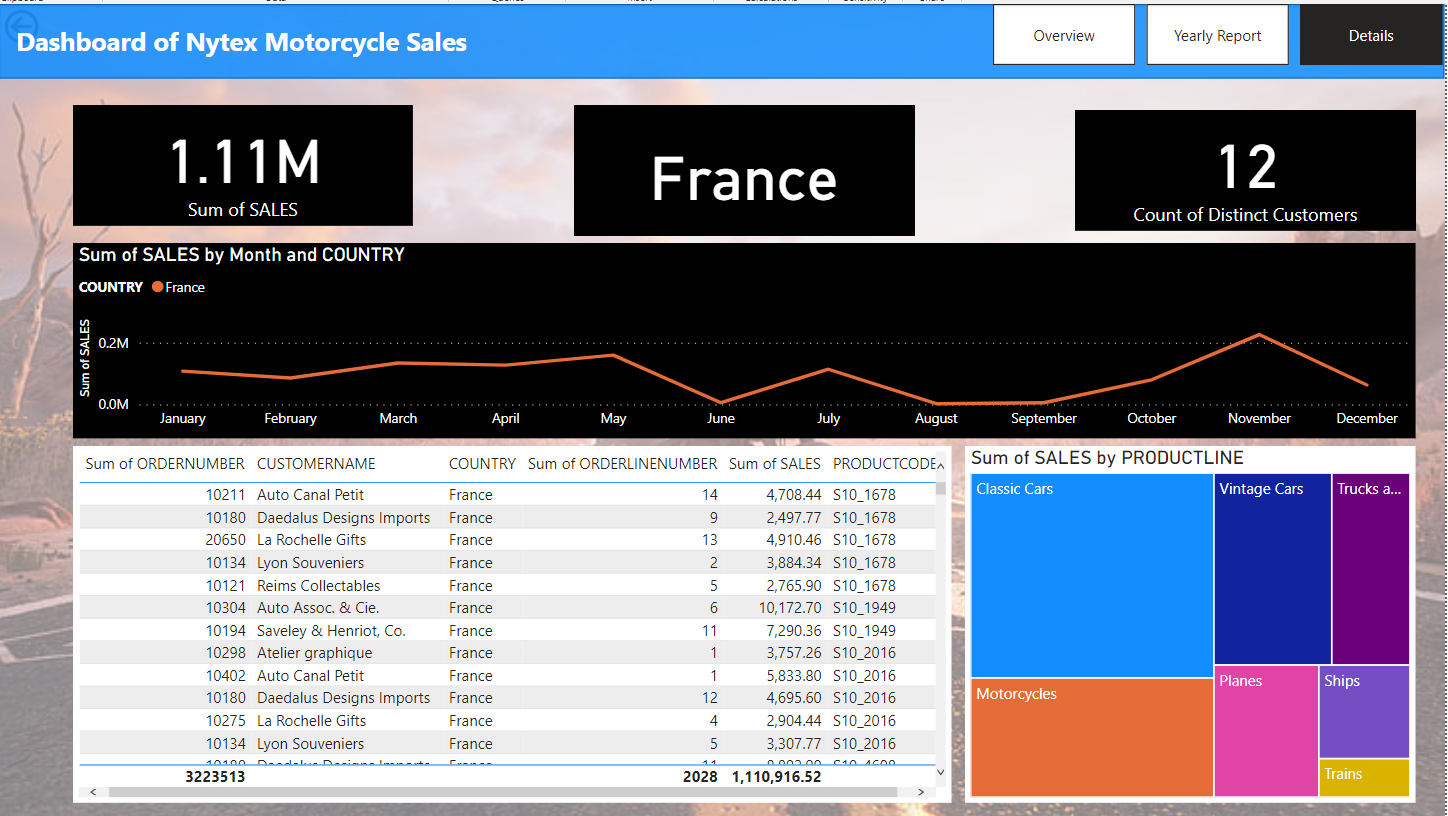 Clipboard Data Queries Insert Calculations Sensitivity Share
Dashboard of Nytex Motorcycle Sales
Overview
Yearly Report
Details
1.11M
Sum of SALES
France
12
Count of Distinct Customers
Sum of SALES by Month and COUNTRY
COUNTRY France
Sum of SALES
0.2M
0.0M
January February March April May June July August September October November December
Sum of ORDERNUMBER CUSTOMERNAME COUNTRY Sum of ORDERLINENUMBER Sum of SALES PRODUCTCODE
10211 Auto Canal Petit France 14 4,708.44 S10_1678
10180 Daedalus Designs Imports France 9 2,497.77 S10_1678
20650 La Rochelle Gifts France 13 4,910.46 S10_1678
10134 Lyon Souveniers France 2 3,884.34 S10_1678
10121 Reims Collectables France 5 2,765.90 S10_1678
10304 Auto Assoc. & Cie. France 6 10,172.70 S10_1949
10194 Saveley & Henriot, Co. France 11 7,290.36 S10_1949
10298 Atelier graphique France 1 3,757.26 S10_2016
10402 Auto Canal Petit France 1 5,833.80 S10_2016
10180 Daedalus Designs Imports France 12 4,695.60 S10_2016
10275 La Rochelle Gifts France 4 2,904.44 S10_2016
10134 Lyon Souveniers France 5 3,307.77 S10_2016
10180 Daedalus Designs Imports France 11
3223513 2028 1,110,916.52
Sum of SALES by PRODUCTLINE
Classic Cars
Vintage Cars
Trucks a...
Motorcycles
Planes
Ships
Trains